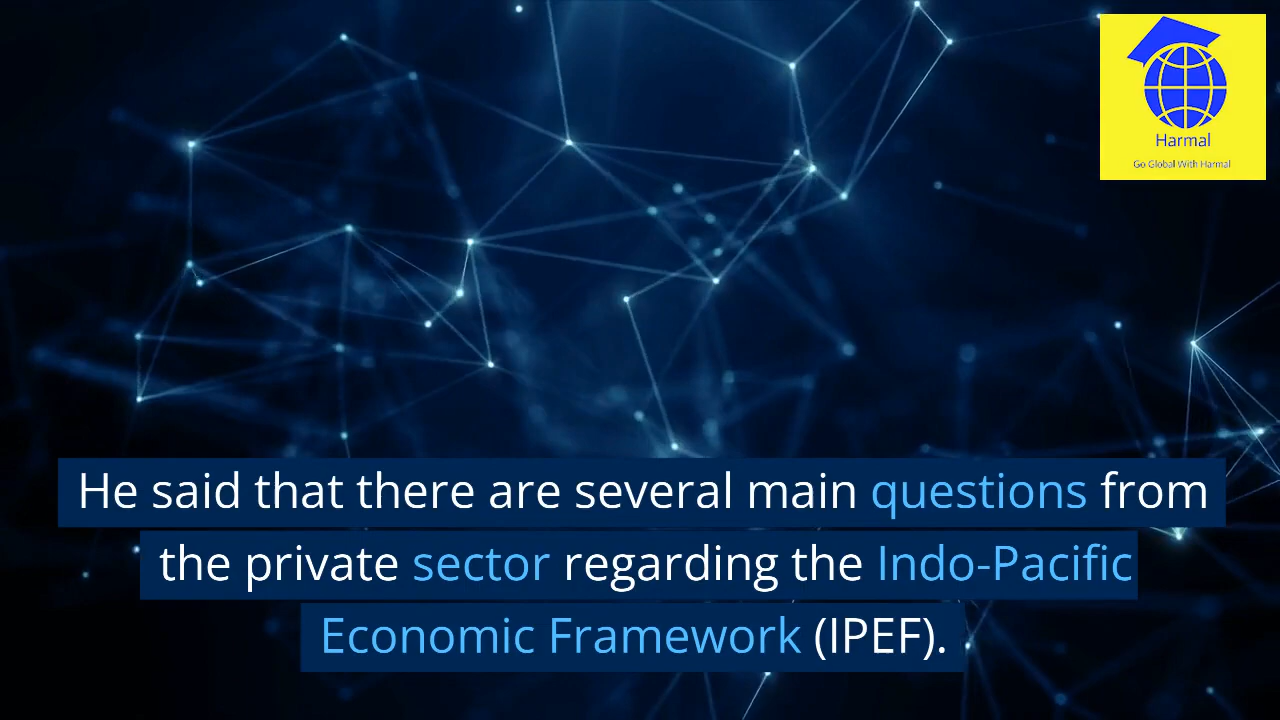 Harmal
Go Global With Harmal
He said that there are several main questions from
the private sector regarding the Indo-Pacific
Economic Framework (IPEF).